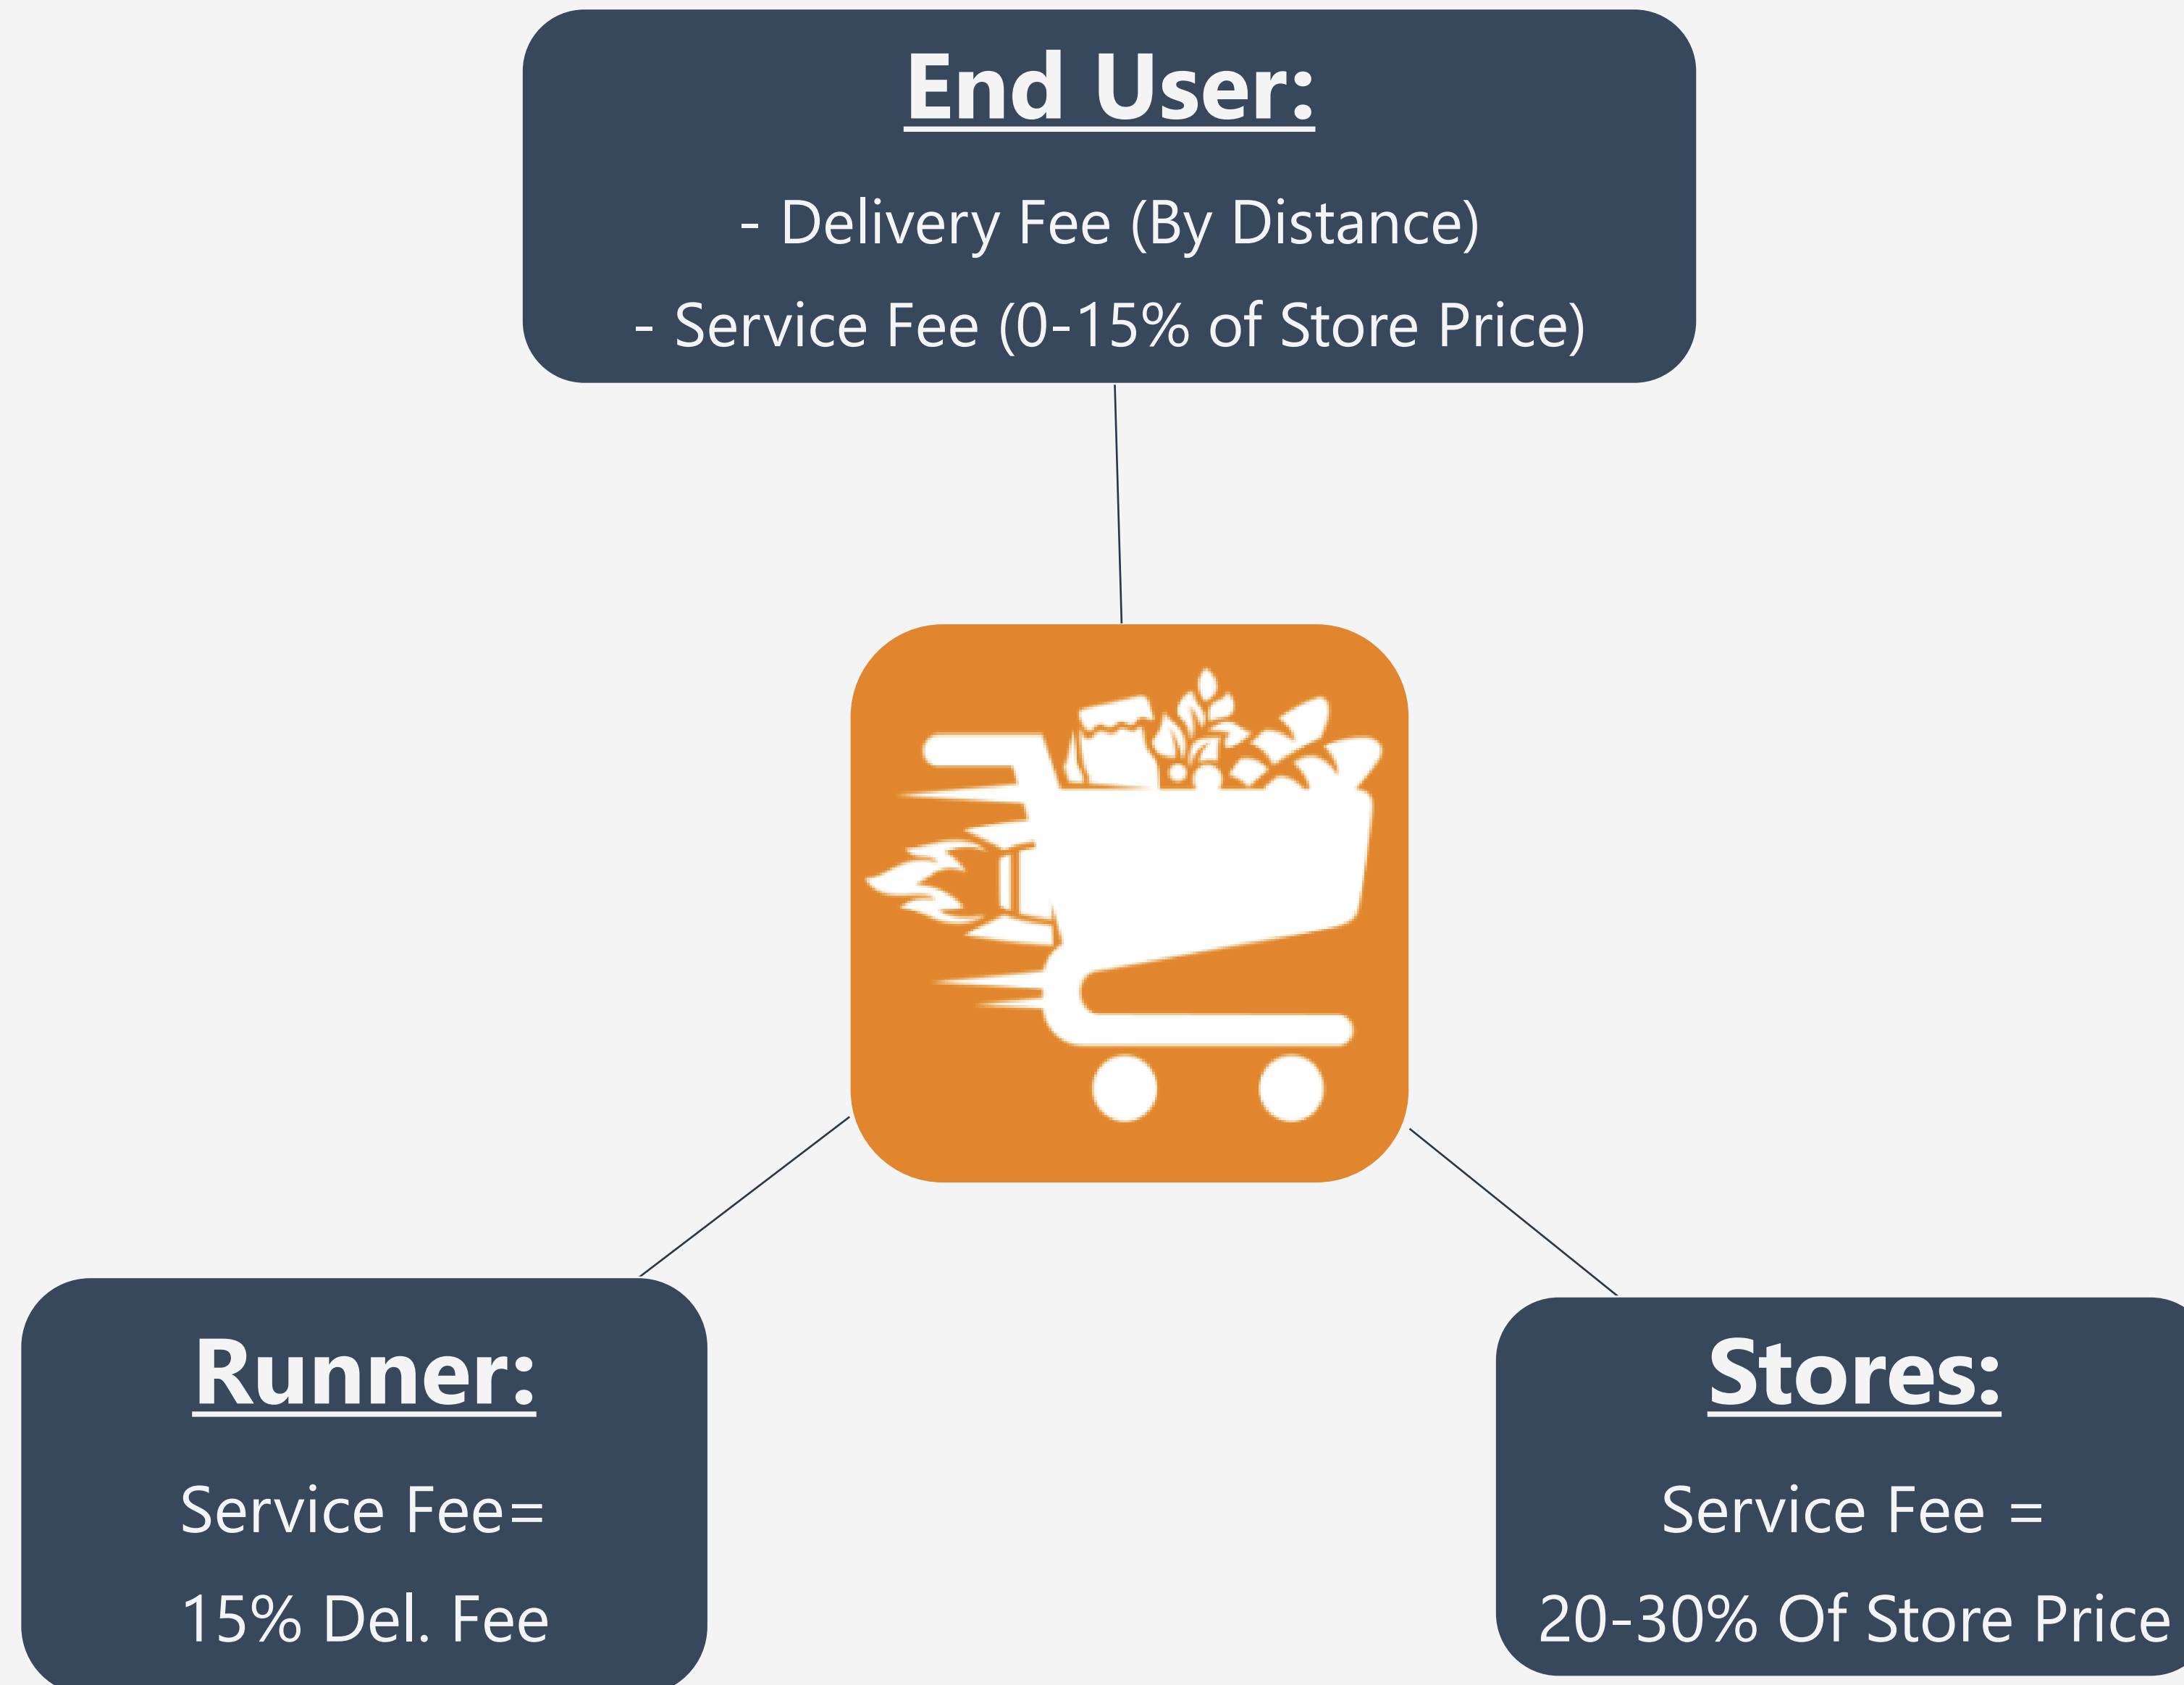 End User:
- Delivery Fee (By Distance)
- Service Fee (0-15% of Store Price)
Runner:
Service Fee=
15% Del. Fee
Stores:
Service Fee =
20-30% Of Store Price